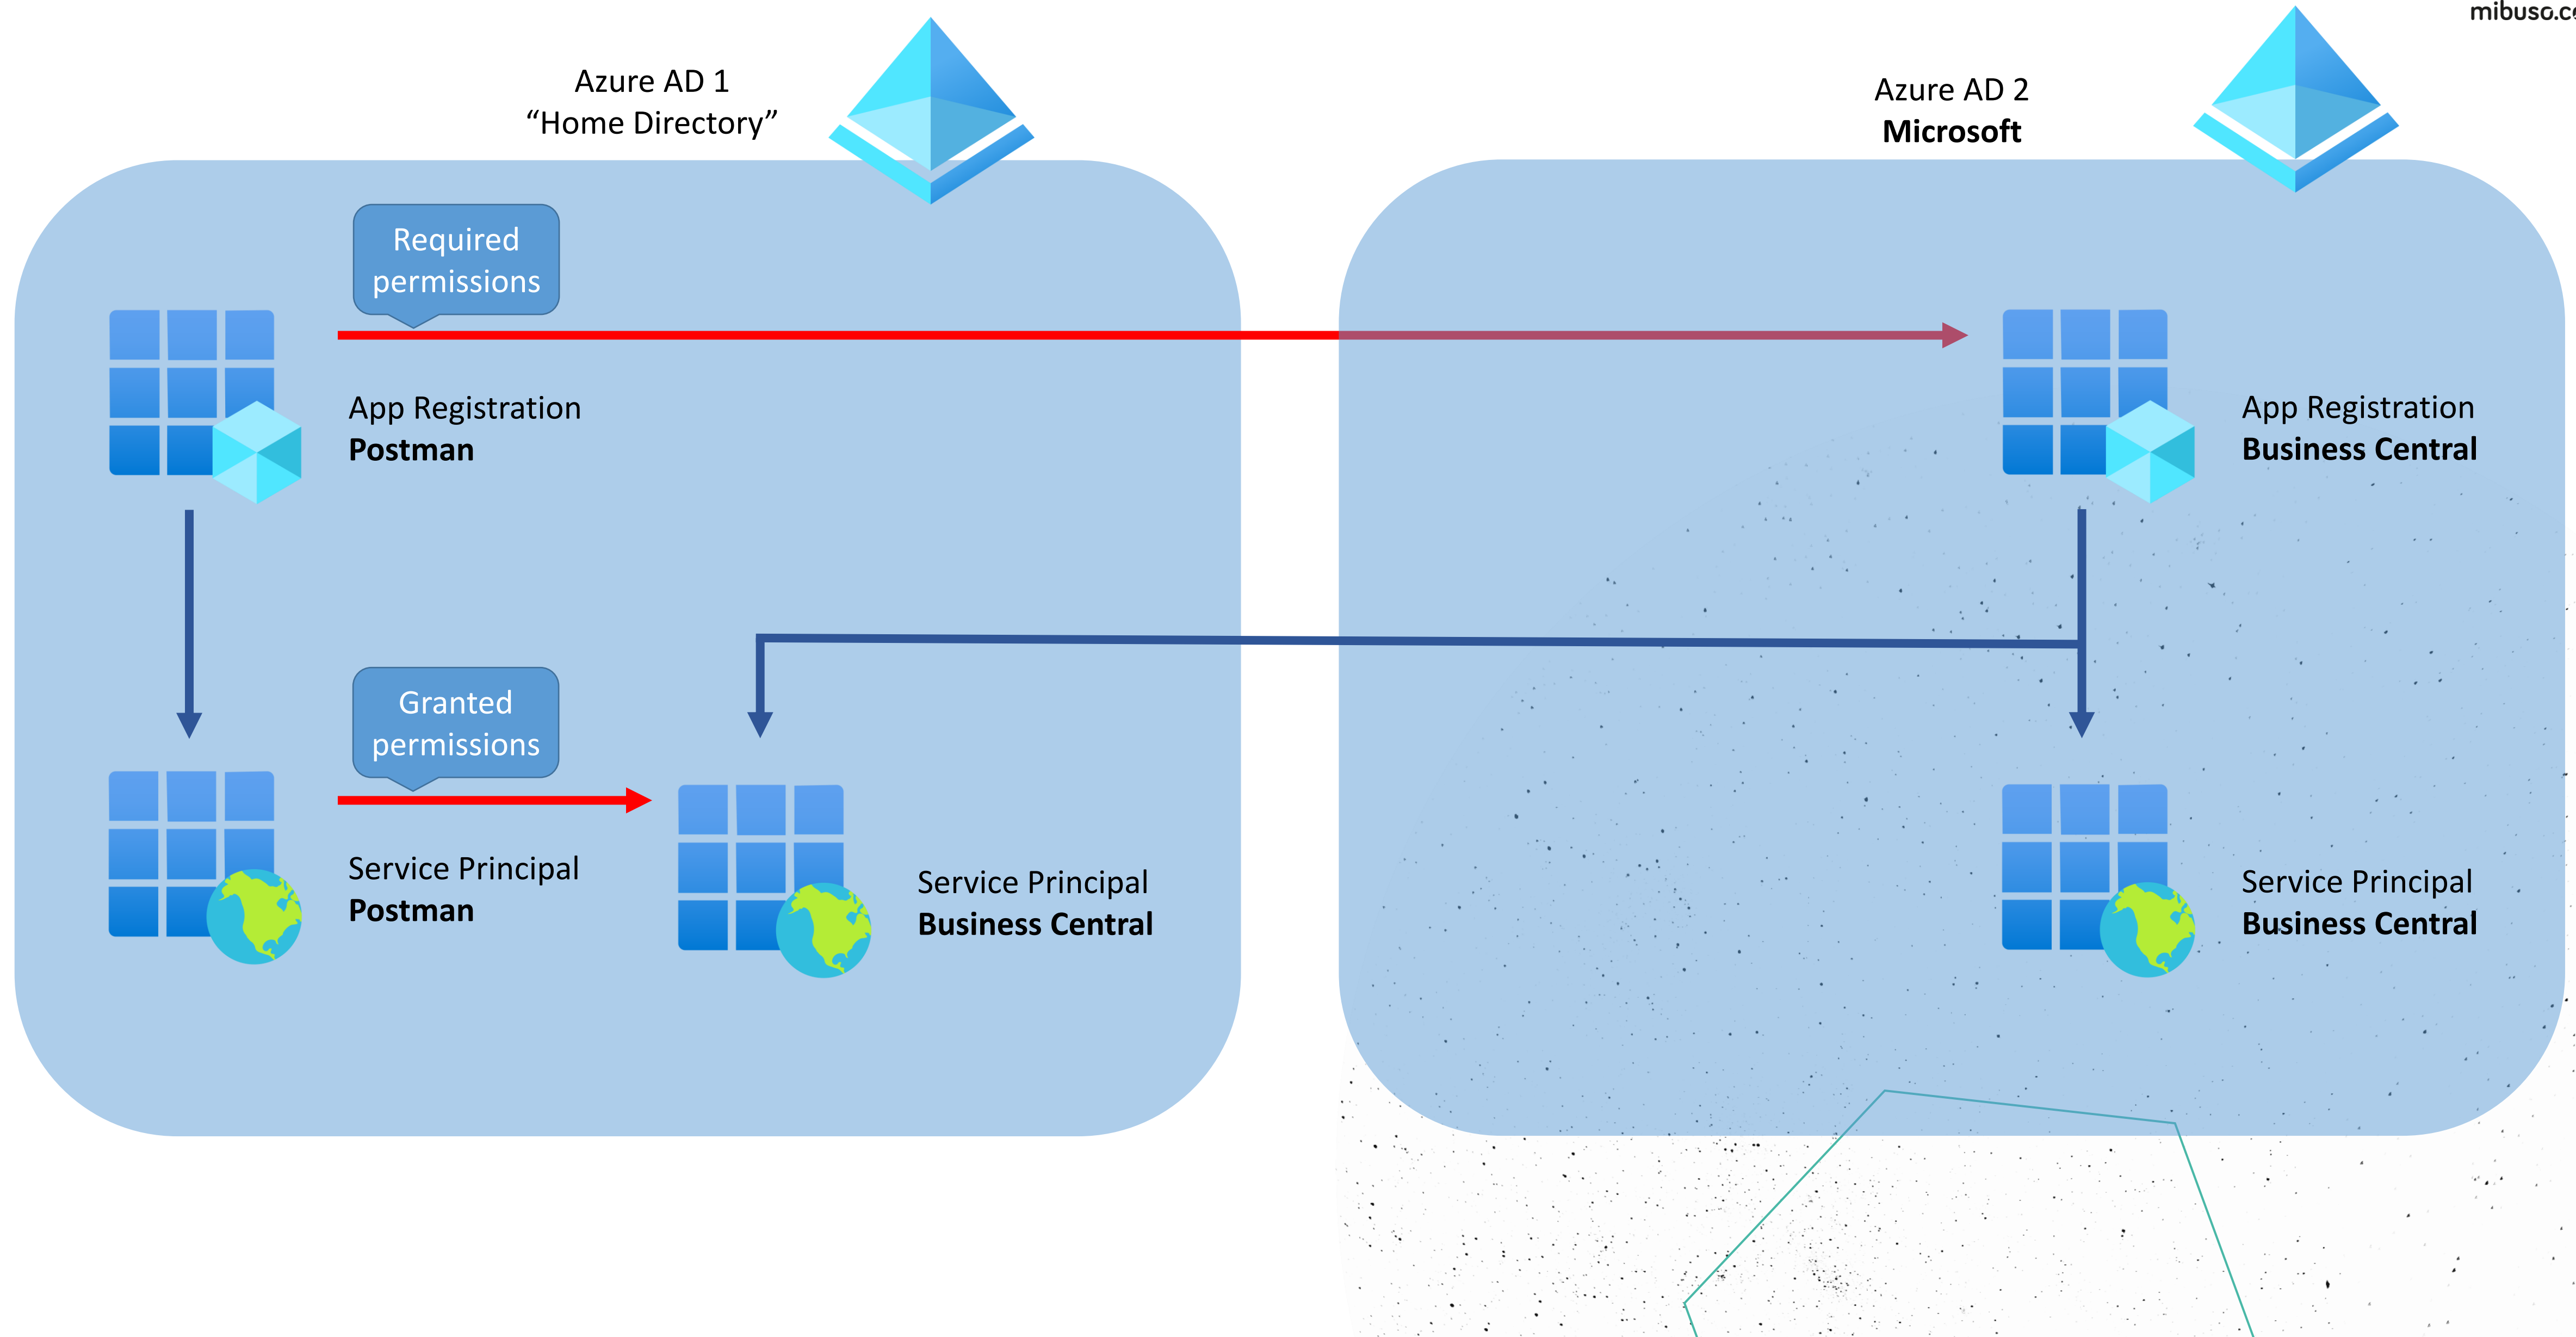 Azure AD 1
“Home Directory”
Azure AD 2
Microsoft
Required
permissions
App Registration
Postman
App Registration
Business Central
Granted
permissions
Service Principal
Postman
Service Principal
Business Central
Service Principal
Business Central